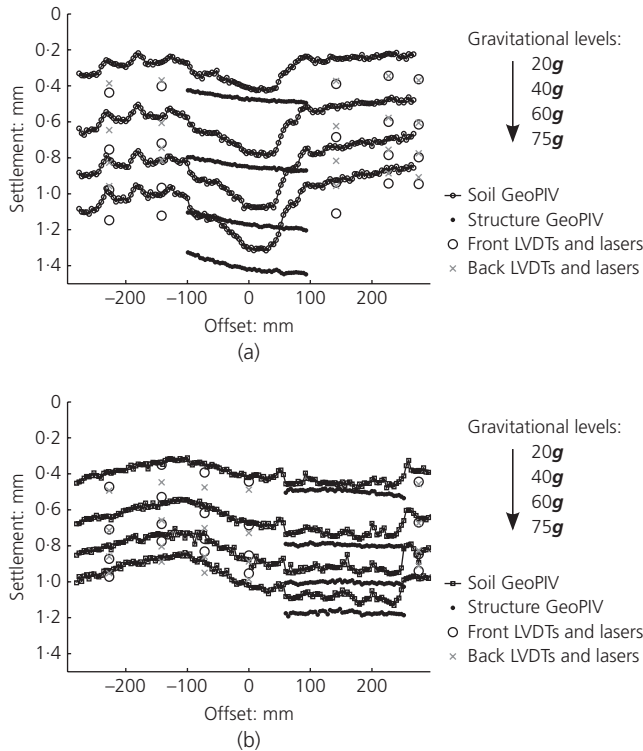 0
0·2
0·4
0·6
0·8
1·0
1·2
1·4
Settlement: mm
–200
–100
0
100
200
Offset: mm
(a)
Gravitational levels:
20g
40g
60g
75g
Soil GeoPIV
Structure GeoPIV
Front LVDTs and lasers
Back LVDTs and lasers
0
0·2
0·4
0·6
0·8
1·0
1·2
1·4
Settlement: mm
–200
–100
0
100
200
Offset: mm
(b)
Gravitational levels:
20g
40g
60g
75g
Soil GeoPIV
Structure GeoPIV
Front LVDTs and lasers
Back LVDTs and lasers